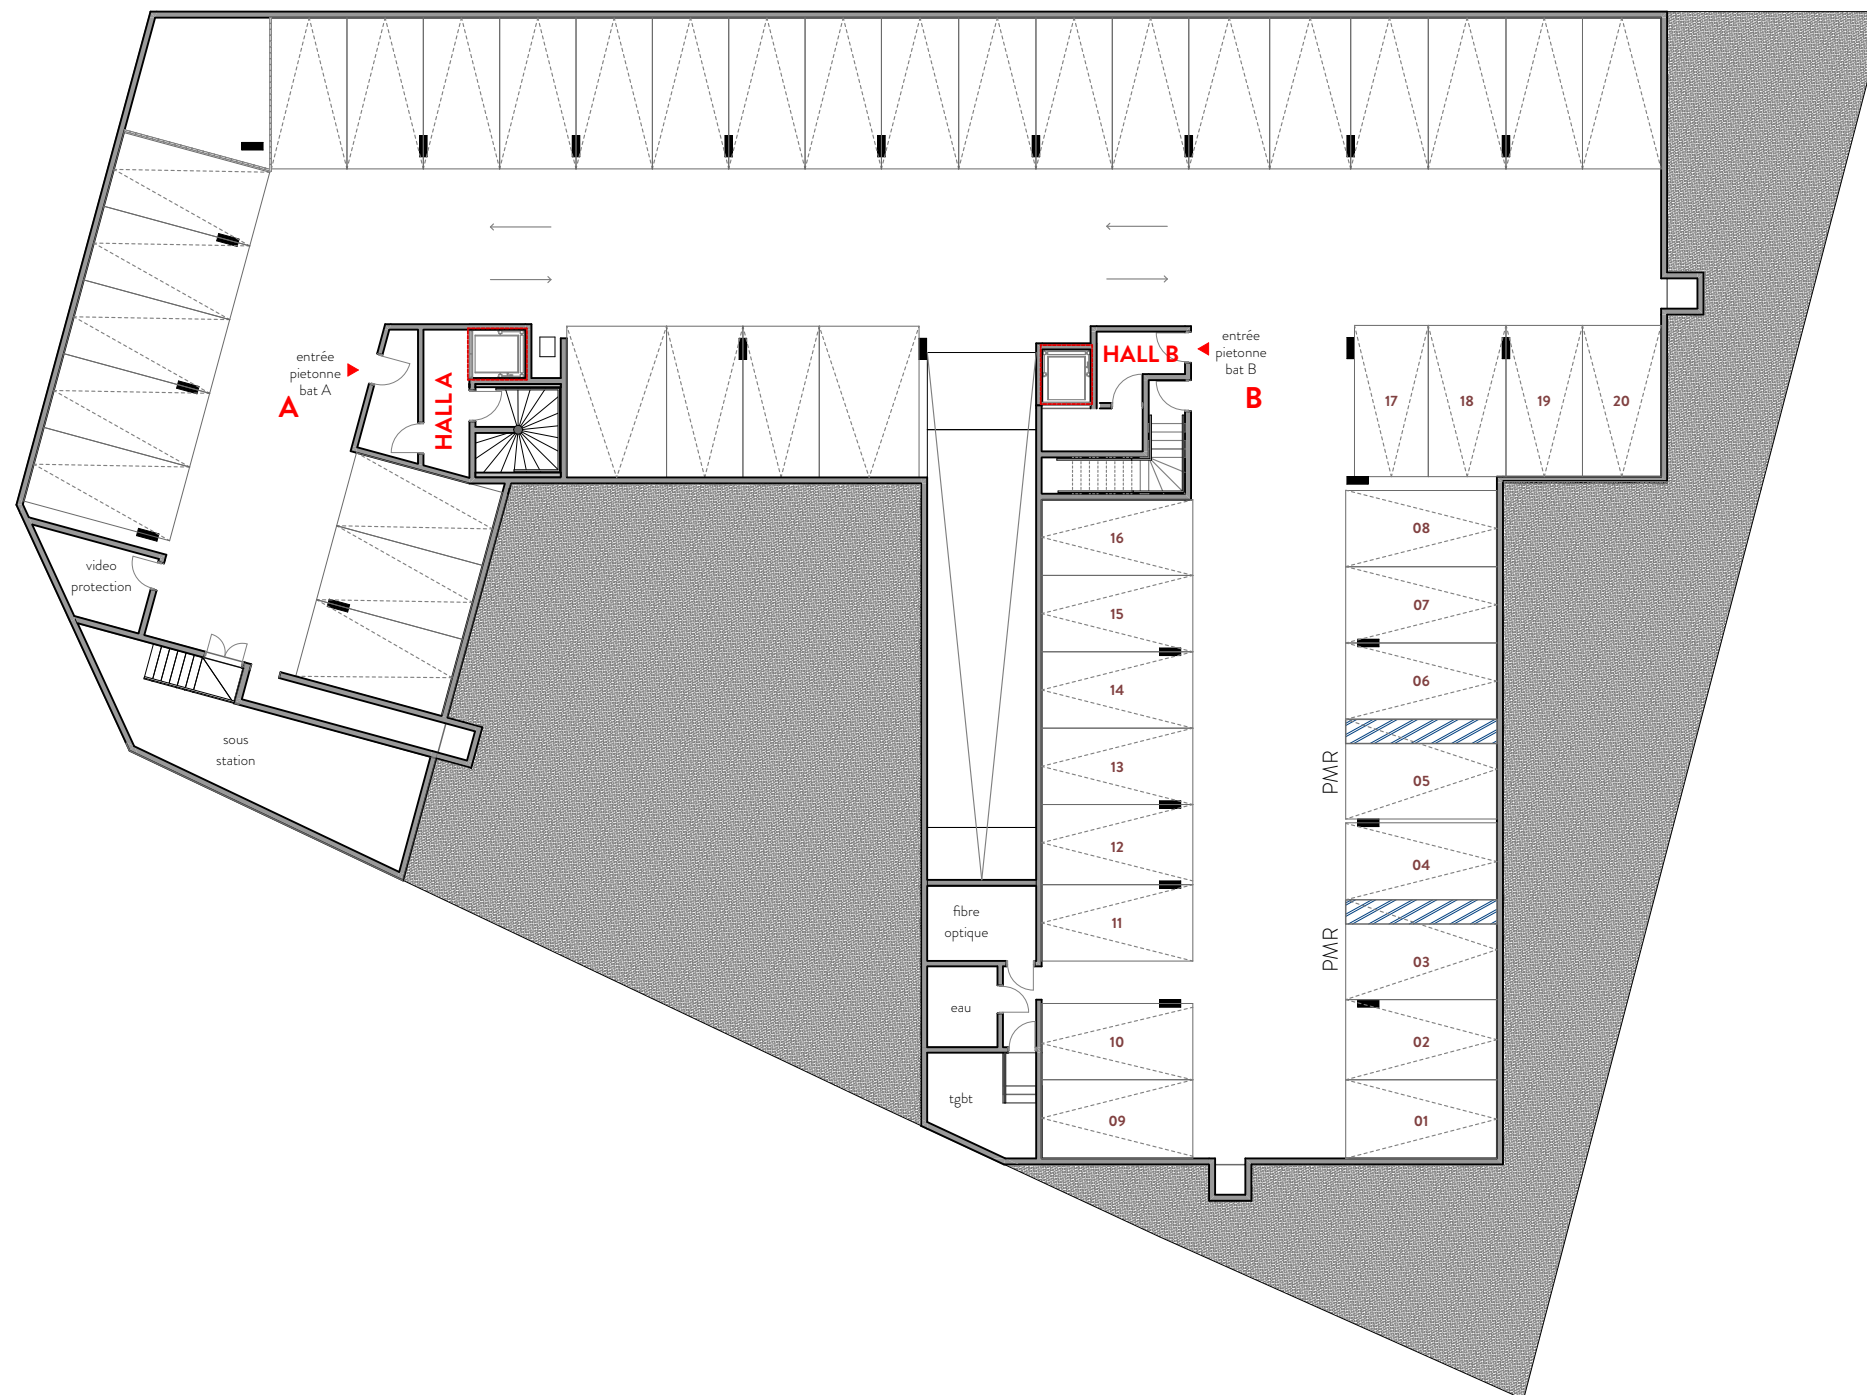 entrée
pietonne
bat A
A
HALL A
HALL B
entrée
pietonne
bat B
B
17
18
19
20
16
15
14
13
12
11
10
09
08
07
06
PMR
05
04
PMR
03
02
01
video
protection
sous
station
fibre
optique
eau
tgbt